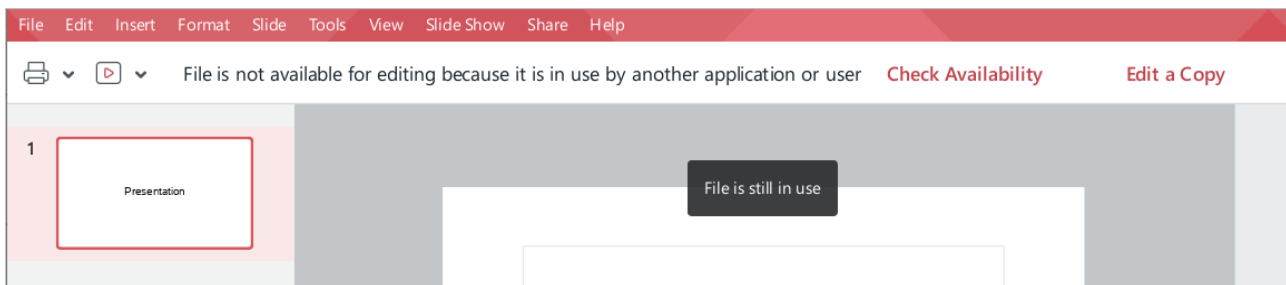 File Edit Insert Format Slide Tools View Slide Show Share Help
File is not available for editing because it is in use by another application or user Check Availability Edit a Copy
1
Presentation
File is still in use